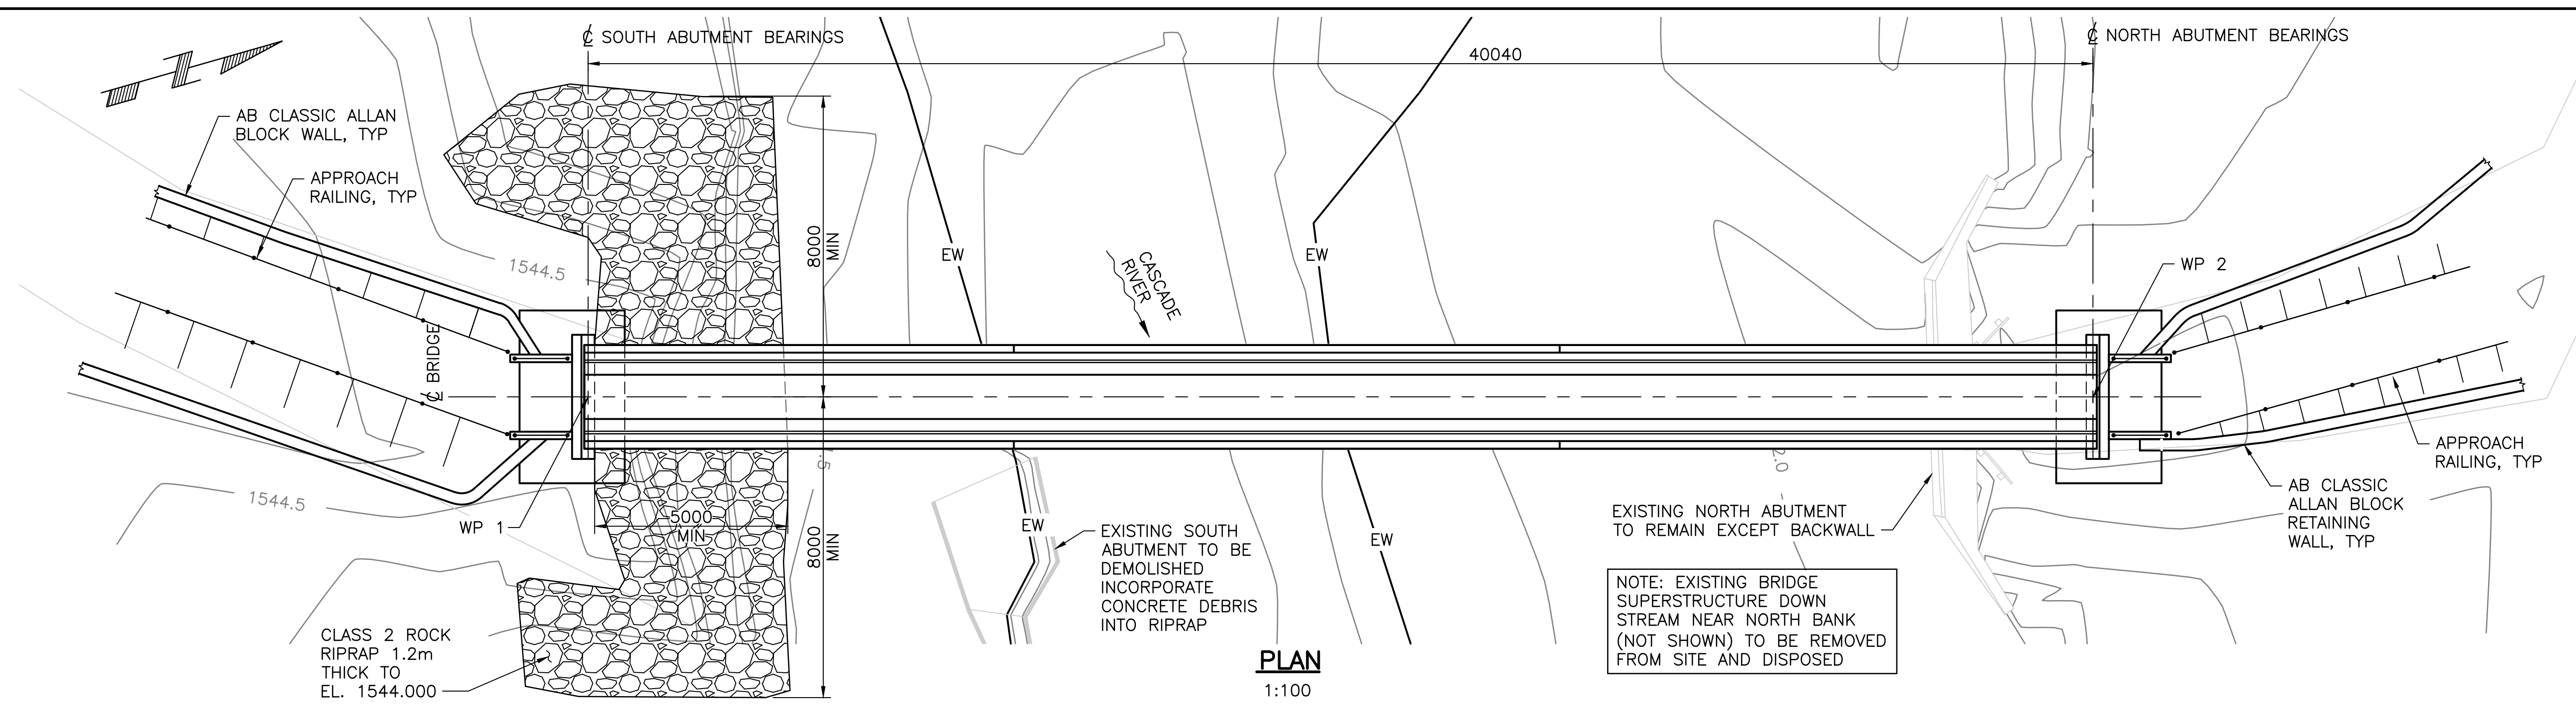 ℄ SOUTH ABUTMENT BEARINGS
℄ NORTH ABUTMENT BEARINGS
40040
AB CLASSIC ALLAN
BLOCK WALL, TYP
APPROACH
RAILING, TYP
1544.5
8000
MIN
EW
EW
CASCADE
RIVER
WP 2
℄ BRIDGE
1544.5
WP 1
5000
MIN
8000
MIN
.5
EW
EXISTING SOUTH
ABUTMENT TO BE
DEMOLISHED
INCORPORATE
CONCRETE DEBRIS
INTO RIPRAP
EW
2.0
EXISTING NORTH ABUTMENT
TO REMAIN EXCEPT BACKWALL
APPROACH
RAILING, TYP
AB CLASSIC
ALLAN BLOCK
RETAINING
WALL, TYP
NOTE: EXISTING BRIDGE
SUPERSTRUCTURE DOWN
STREAM NEAR NORTH BANK
(NOT SHOWN) TO BE REMOVED
FROM SITE AND DISPOSED
CLASS 2 ROCK
RIPRAP 1.2m
THICK TO
EL. 1544.000
PLAN
1:100